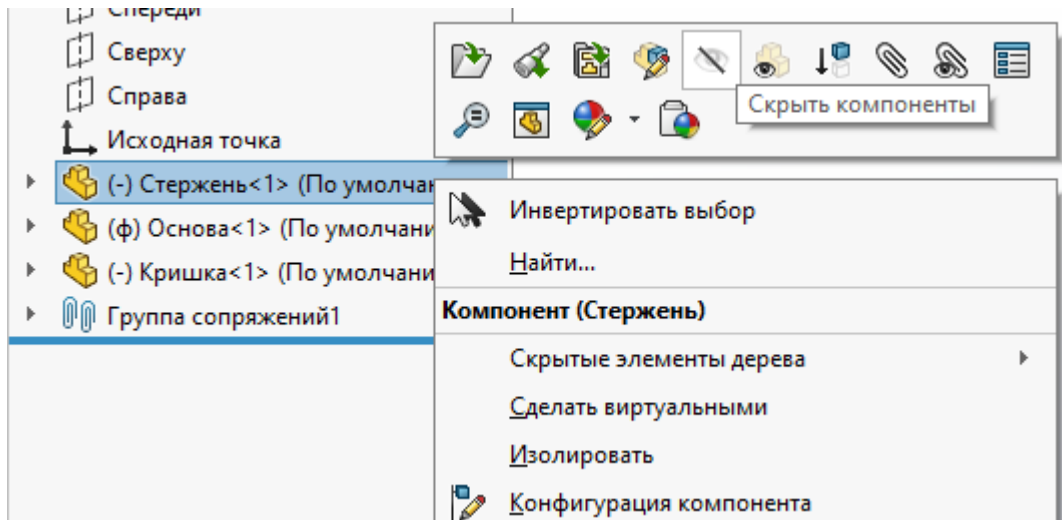 Спереди
Сверху
Справа
Исходная точка
(-) Стержень<1> (По умолчан
(ф) Основа<1> (По умолчани
(-) Кришка<1> (По умолчани
Группа сопряжений1
Скрыть компоненты
Инвертировать выбор
Найти...
Компонент (Стержень)
Скрытые элементы дерева
Сделать виртуальными
Изолировать
Конфигурация компонента